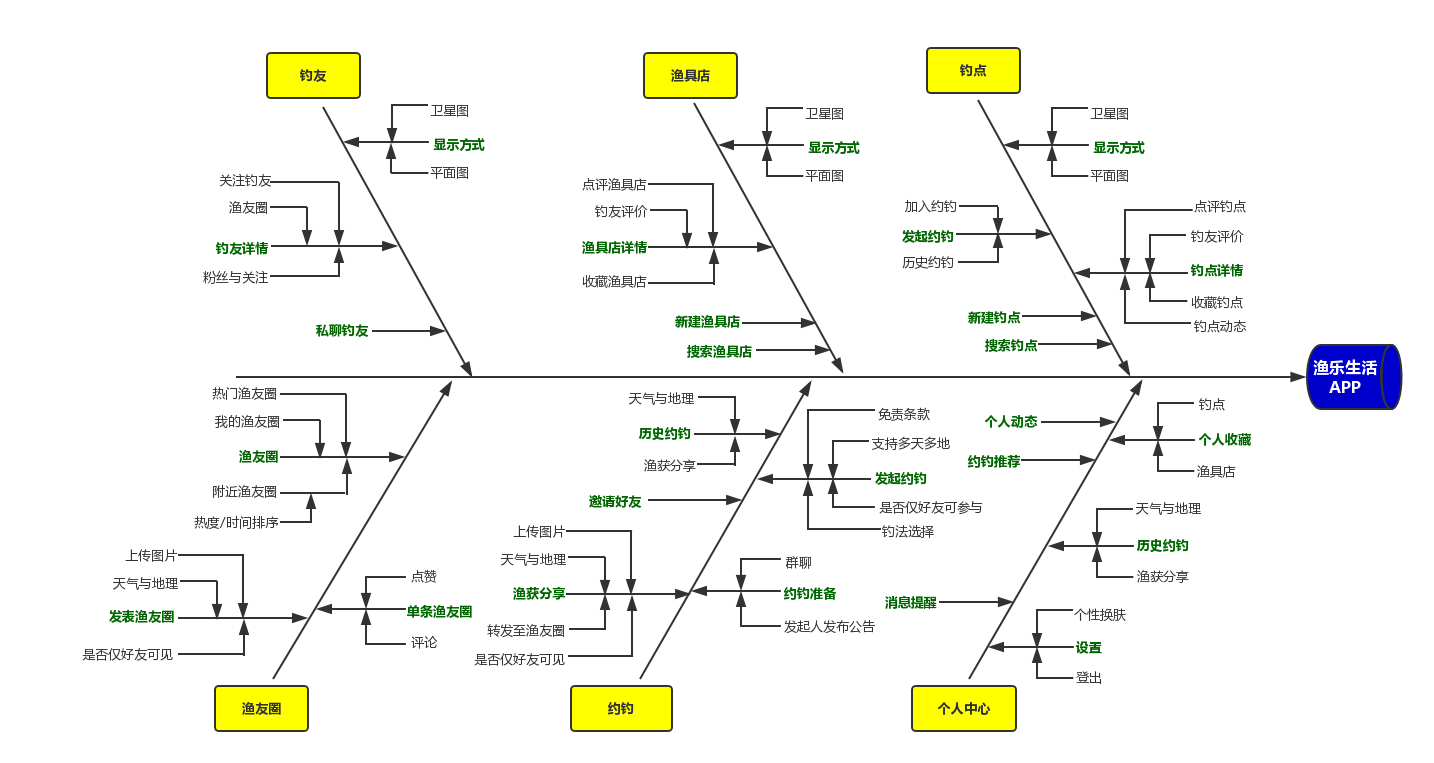 钓友
渔具店
钓点
卫星图
显示方式
平面图
关注钓友
渔友圈
钓友详情
粉丝与关注
私聊钓友
卫星图
显示方式
平面图
点评渔具店
钓友评价
渔具店详情
收藏渔具店
新建渔具店
搜索渔具店
卫星图
显示方式
平面图
加入约钓
发起约钓
历史约钓
点评钓点
钓友评价
钓点详情
收藏钓点
钓点动态
新建钓点
搜索钓点
渔乐生活
APP
热门渔友圈
我的渔友圈
渔友圈
附近渔友圈
热度/时间排序
上传图片
天气与地理
发表渔友圈
是否仅好友可见
点赞
单条渔友圈
评论
天气与地理
历史约钓
渔获分享
免责条款
支持多天多地
发起约钓
是否仅好友可参与
钓法选择
邀请好友
上传图片
天气与地理
渔获分享
转发至渔友圈
是否仅好友可见
群聊
约钓准备
发起人发布公告
个人动态
约钓推荐
钓点
个人收藏
渔具店
天气与地理
历史约钓
渔获分享
消息提醒
个性换肤
设置
登出
渔友圈
约钓
个人中心